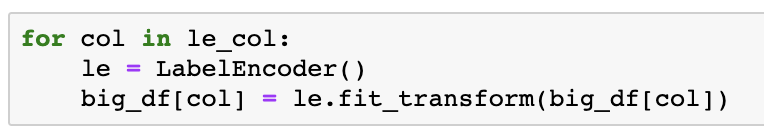 for col in le_col:
    le = LabelEncoder()
    big_df[col] = le.fit_transform(big_df[col])